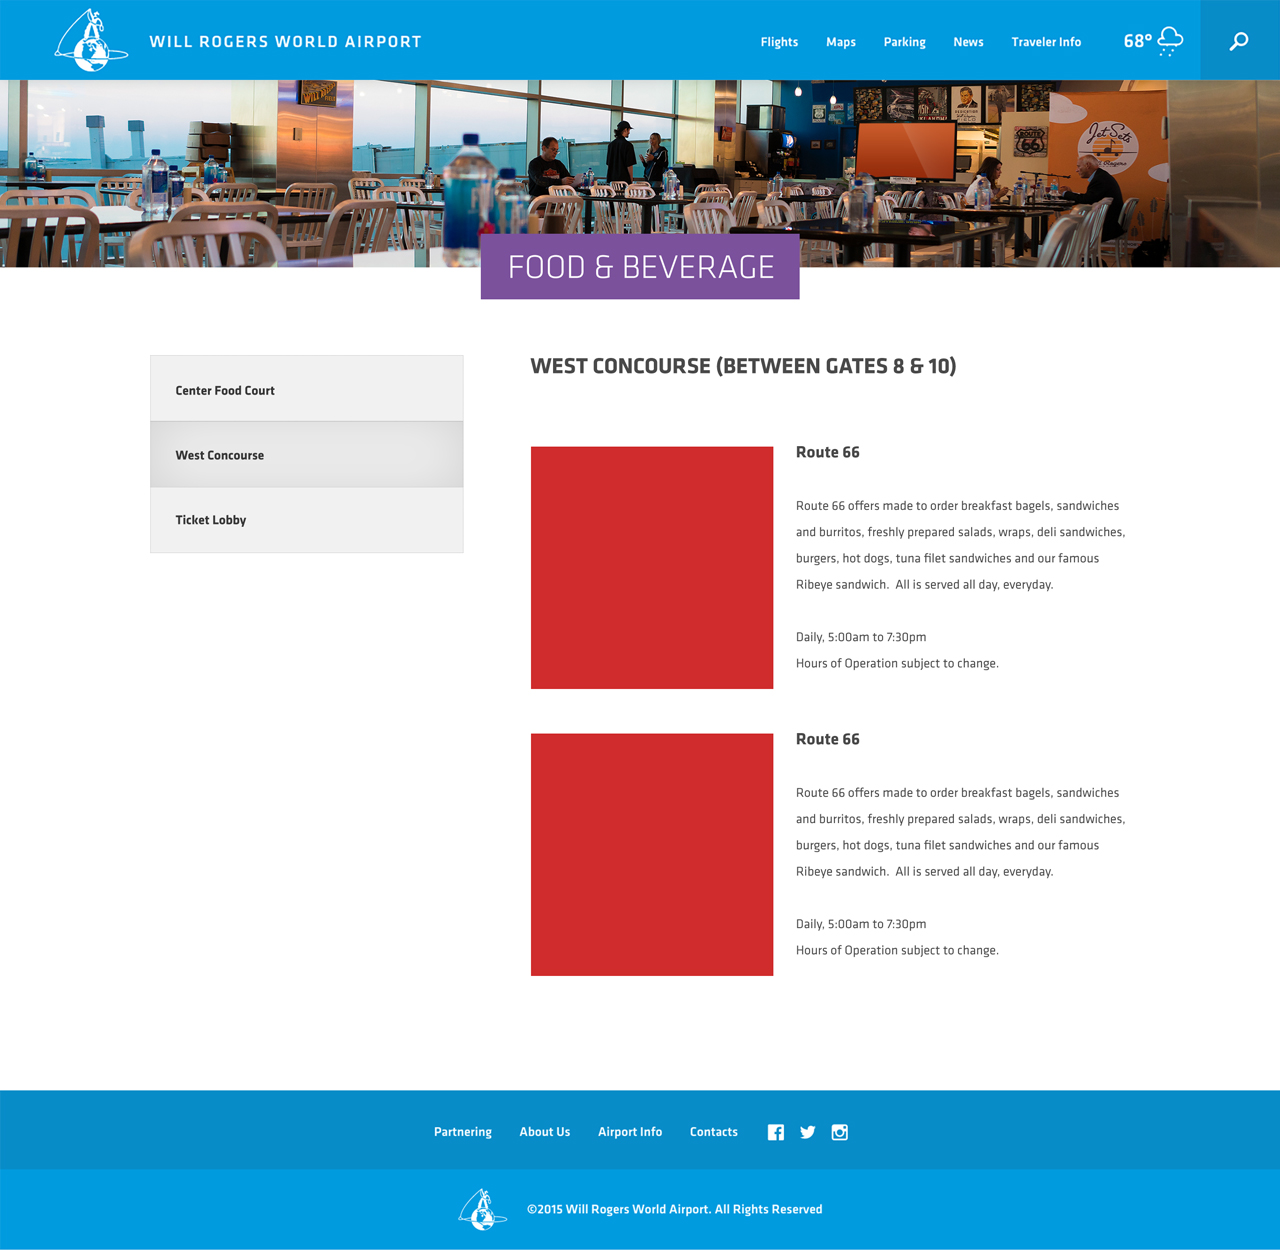 WILL ROGERS WORLD AIRPORT
Flights Maps Parking News Traveler Info 68°
Jet Sets
ROUTE
66
FOOD & BEVERAGE
Center Food Court
West Concourse
Ticket Lobby
WEST CONCOURSE (BETWEEN GATES 8 & 10)
Route 66
Route 66 offers made to order breakfast bagels, sandwiches
and burritos, freshly prepared salads, wraps, deli sandwiches,
burgers, hot dogs, tuna filet sandwiches and our famous
Ribeye sandwich.  All is served all day, everyday.
Daily, 5:00am to 7:30pm
Hours of Operation subject to change.
Route 66
Route 66 offers made to order breakfast bagels, sandwiches
and burritos, freshly prepared salads, wraps, deli sandwiches,
burgers, hot dogs, tuna filet sandwiches and our famous
Ribeye sandwich.  All is served all day, everyday.
Daily, 5:00am to 7:30pm
Hours of Operation subject to change.
Partnering About Us Airport Info Contacts
©2015 Will Rogers World Airport. All Rights Reserved